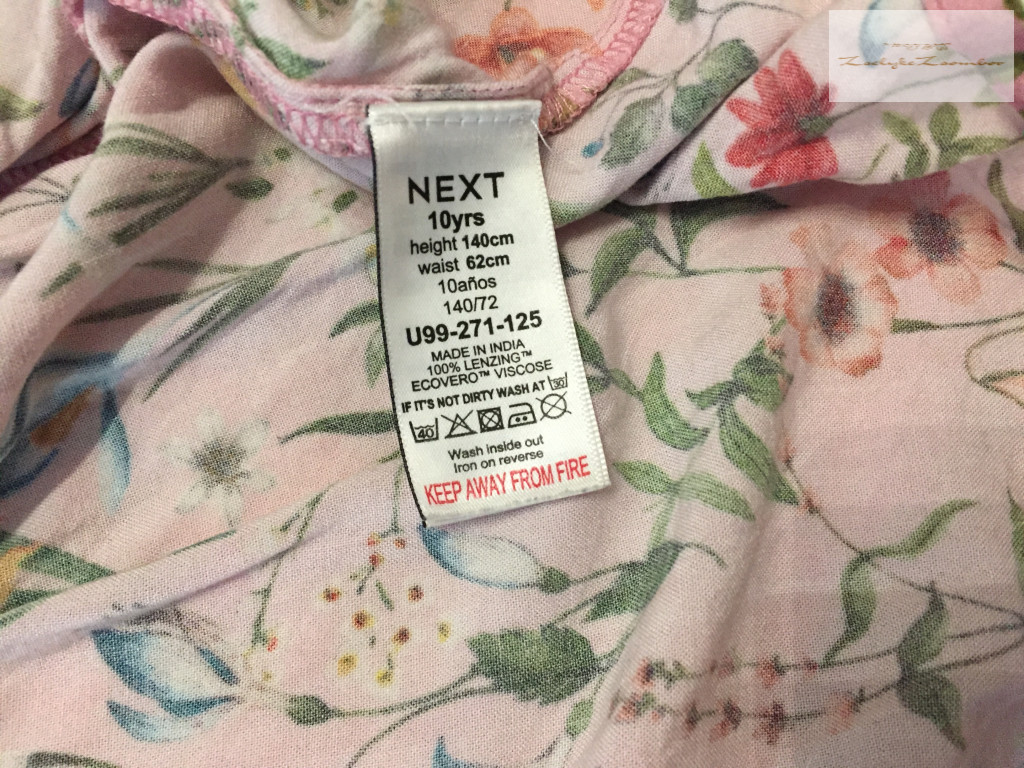 NEXT
10yrs
height 140cm
waist 62cm
10años
140/72
U99-271-125
MADE IN INDIA
100% LENZING™
ECOVERO™ VISCOSE
IF IT'S NOT DIRTY WASH AT 30
40
Wash inside out
Iron on reverse
KEEP AWAY FROM FIRE